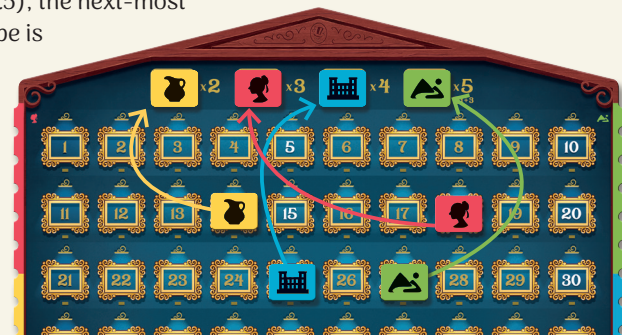 5), the next-most
is
x2 x3 x4 x5
1 2 3 4 5 6 7 8 9 10
11 12 13 15 16 17 19 20
21 22 23 24 26 28 29 30